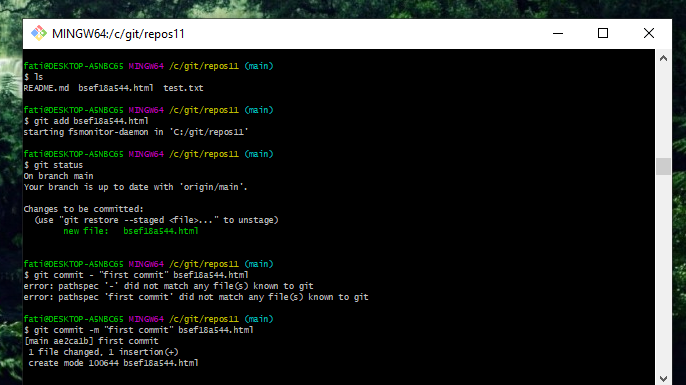 MINGW64:/c/git/repos11
fati@DESKTOP-A5NBC65 MINGW64 /c/git/repos11 (main)
$ ls
README.md  bsef18a544.html  test.txt
fati@DESKTOP-A5NBC65 MINGW64 /c/git/repos11 (main)
$ git add bsef18a544.html
starting fsmonitor-daemon in 'C:/git/repos11'
fati@DESKTOP-A5NBC65 MINGW64 /c/git/repos11 (main)
$ git status
On branch main
Your branch is up to date with 'origin/main'.
Changes to be committed:
  (use "git restore --staged <file>..." to unstage)
        new file:   bsef18a544.html
fati@DESKTOP-A5NBC65 MINGW64 /c/git/repos11 (main)
$ git commit - "first commit" bsef18a544.html
error: pathspec '-' did not match any file(s) known to git
error: pathspec 'first commit' did not match any file(s) known to git
fati@DESKTOP-A5NBC65 MINGW64 /c/git/repos11 (main)
$ git commit -m "first commit" bsef18a544.html
[main ae2ca1b] first commit
 1 file changed, 1 insertion(+)
 create mode 100644 bsef18a544.html